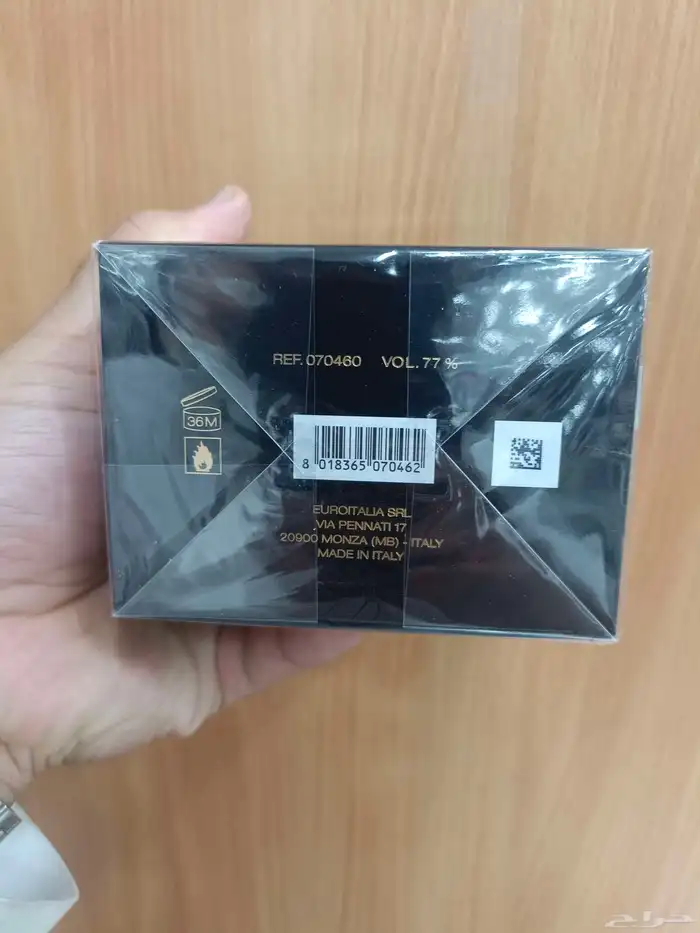 REF. 070460 VOL. 77 %
36M
8 018365 070462
EUROITALIA SRL
VIA PENNATI 17
20900 MONZA (MB) - ITALY
MADE IN ITALY
حراج